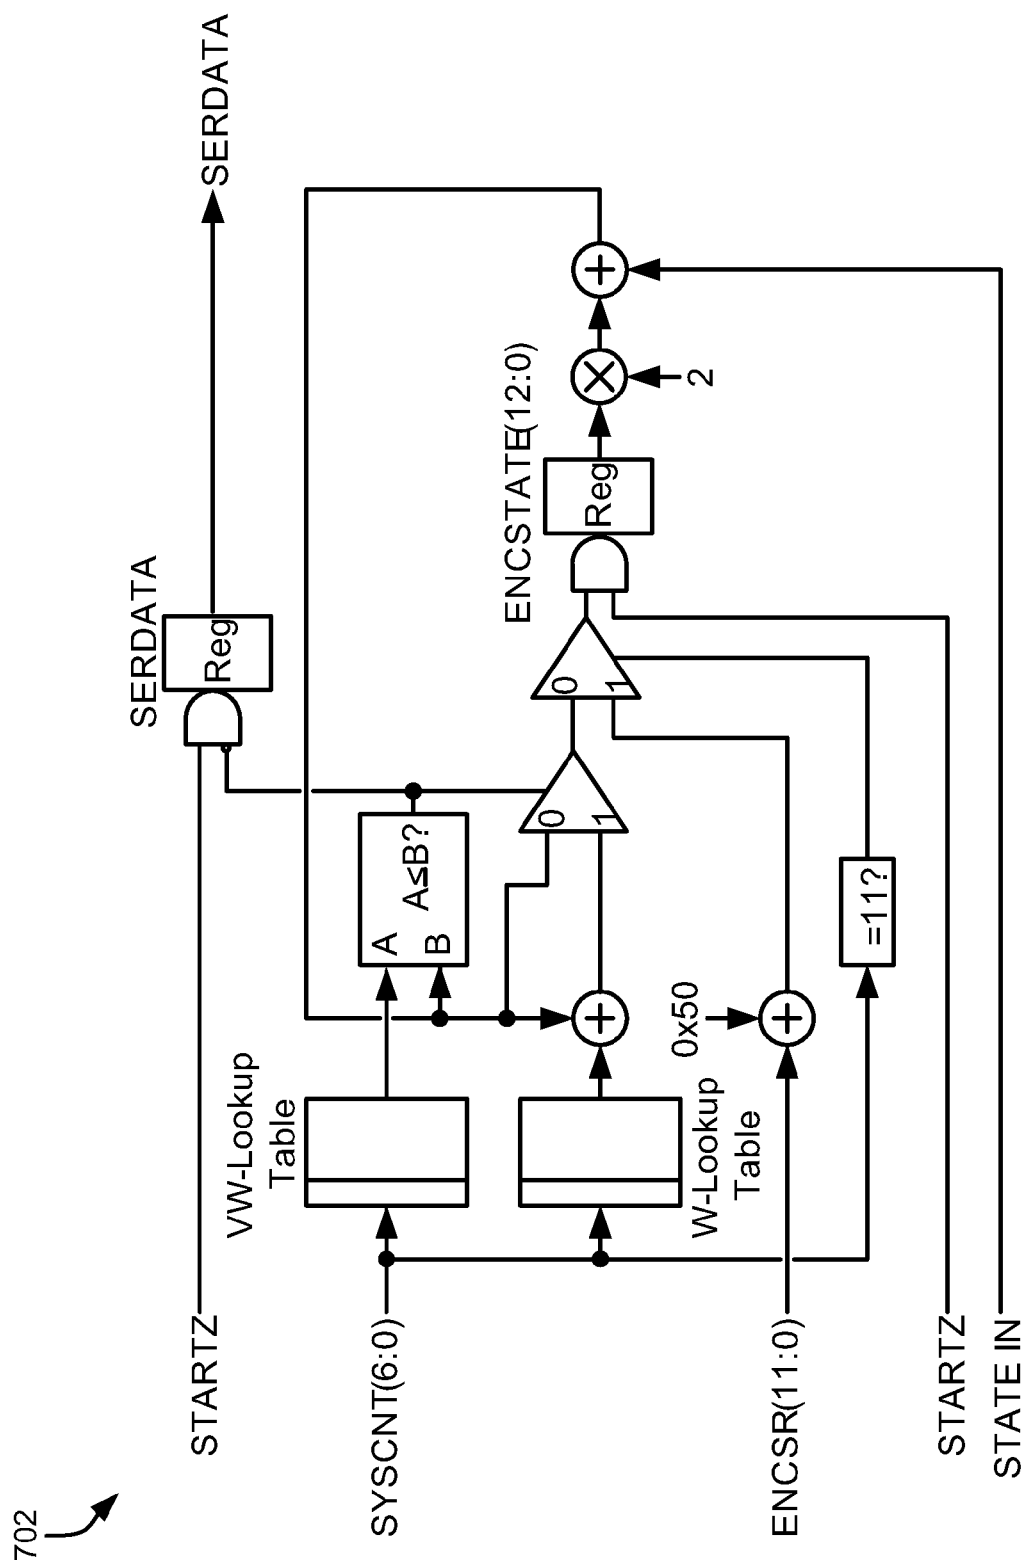 702
STARTZ
SERDATA
Reg
SERDATA
VW-Lookup
Table
A
B
A≤B?
SYSCNT(6:0)
W-Lookup
Table
0
1
0
1
ENCSTATE(12:0)
Reg
2
0x50
ENCSR(11:0)
=11?
STARTZ
STATE IN